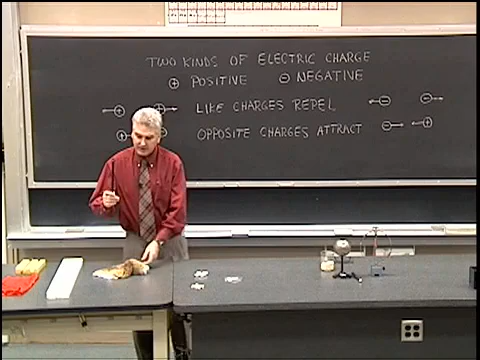 TWO KINDS OF ELECTRIC CHARGE
⊕ POSITIVE ⊖ NEGATIVE
LIKE CHARGES REPEL
OPPOSITE CHARGES ATTRACT